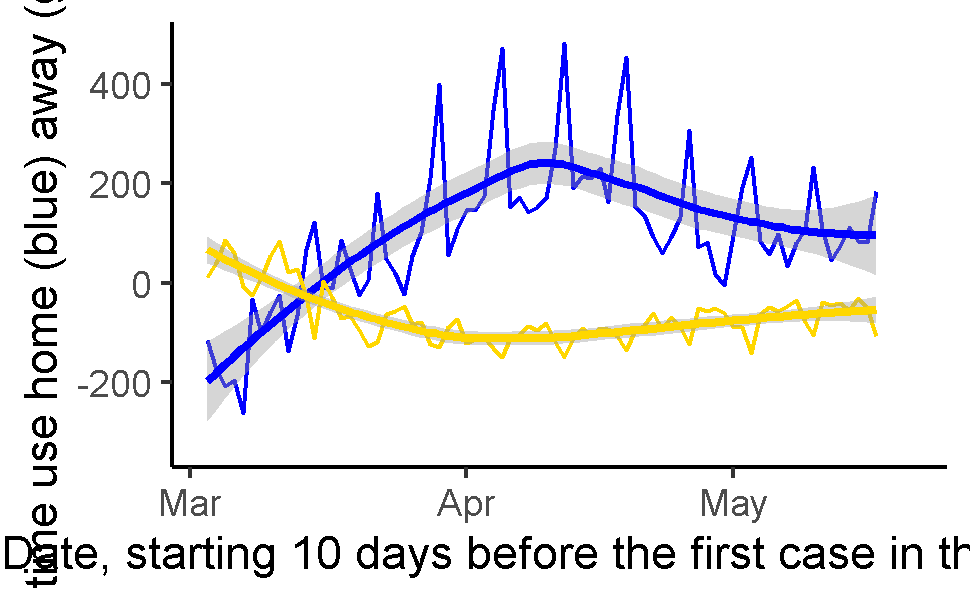 time use home (blue) away (
400
200
0
-200
Mar Apr May
Date, starting 10 days before the first case in th